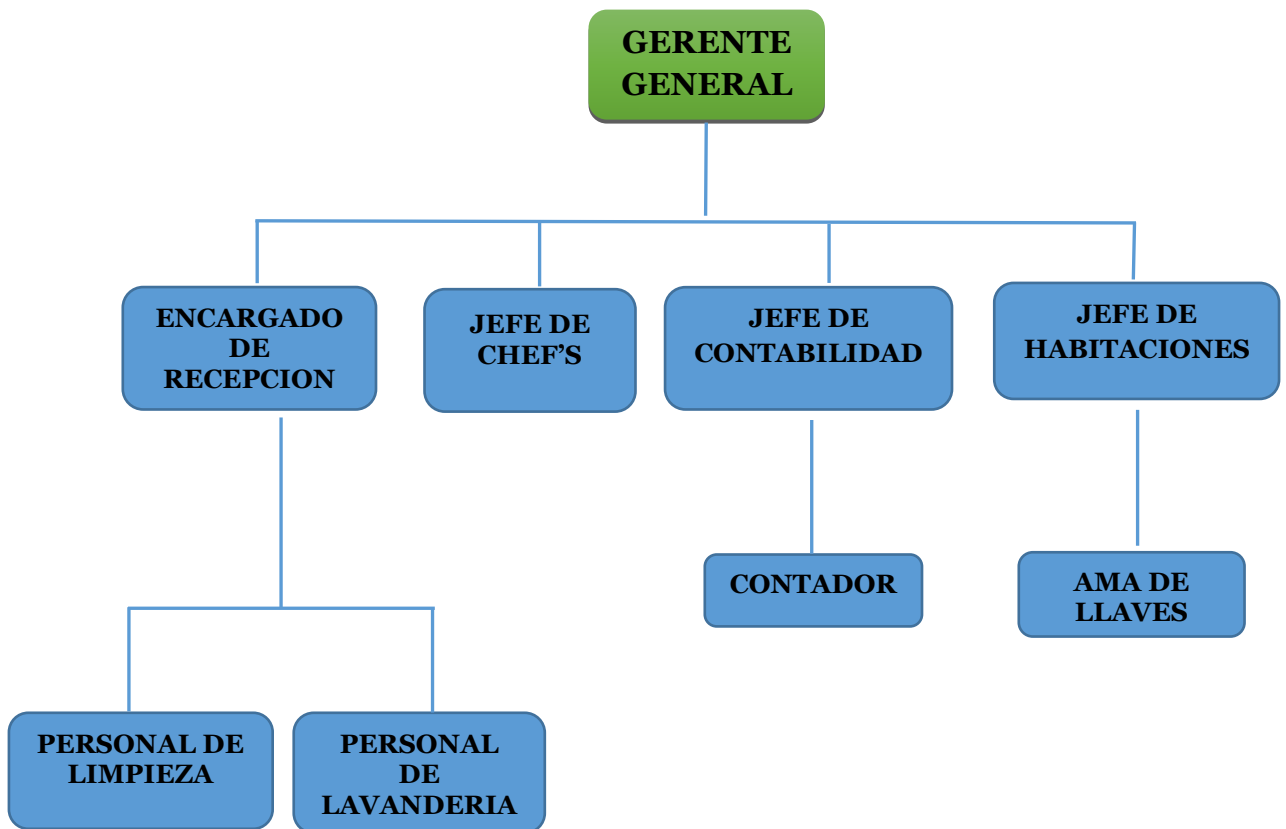 GERENTE
GENERAL
ENCARGADO
DE
RECEPCION
JEFE DE
CHEF’S
JEFE DE
CONTABILIDAD
JEFE DE
HABITACIONES
CONTADOR
AMA DE
LLAVES
PERSONAL DE
LIMPIEZA
PERSONAL
DE
LAVANDERIA